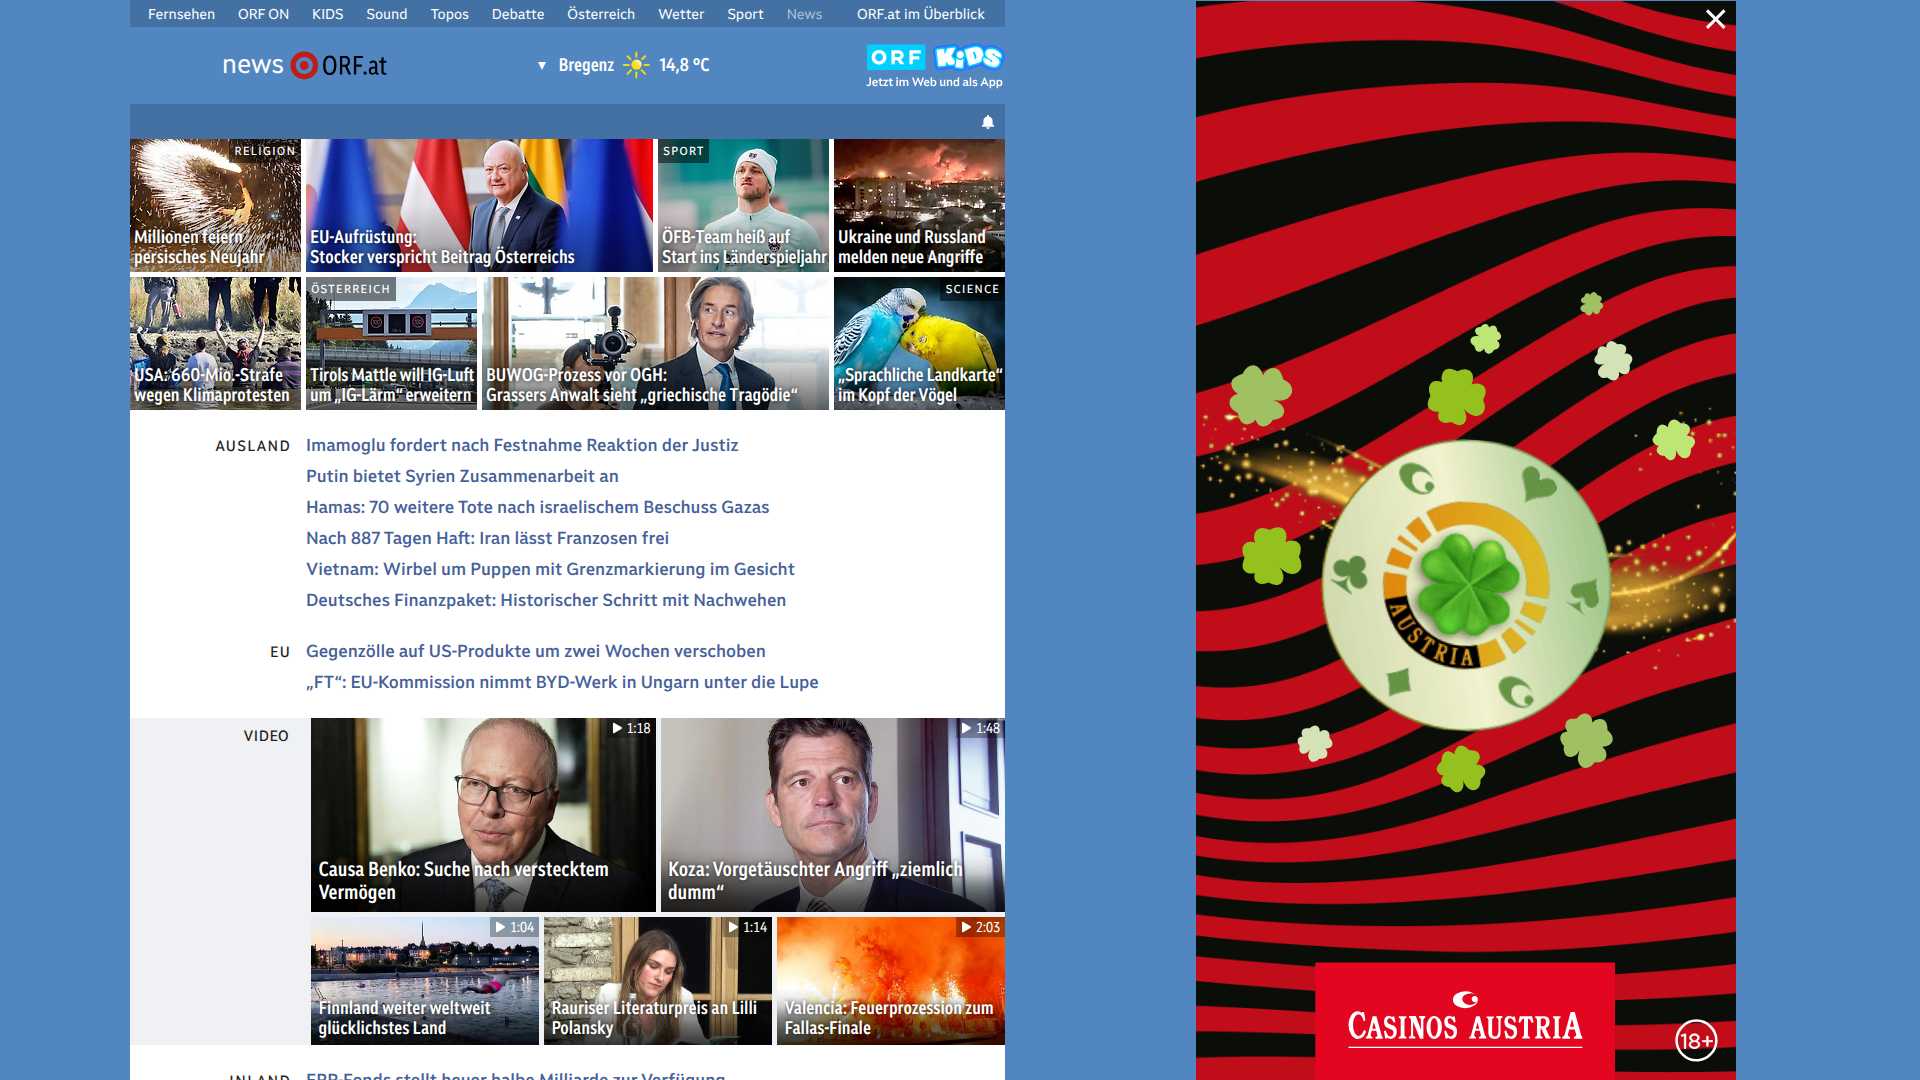 Fernsehen ORF ON KIDS Sound Topos Debatte Österreich Wetter Sport News ORF.at im Überblick
news ORF.at
Bregenz 14,8 °C
ORF KiDS
Jetzt im Web und als App
RELIGION
Millionen feiern
persisches Neujahr
EU-Aufrüstung:
Stocker verspricht Beitrag Österreichs
SPORT
ÖFB-Team heiß auf
Start ins Länderspieljahr
Ukraine und Russland
melden neue Angriffe
USA: 660-Mio.-Strafe
wegen Klimaprotesten
ÖSTERREICH
Tirols Mattle will IG-Luft
um „IG-Lärm“ erweitern
BUWOG-Prozess vor OGH:
Grassers Anwalt sieht „griechische Tragödie“
SCIENCE
„Sprachliche Landkarte“
im Kopf der Vögel
AUSLAND
Imamoglu fordert nach Festnahme Reaktion der Justiz
Putin bietet Syrien Zusammenarbeit an
Hamas: 70 weitere Tote nach israelischem Beschuss Gazas
Nach 887 Tagen Haft: Iran lässt Franzosen frei
Vietnam: Wirbel um Puppen mit Grenzmarkierung im Gesicht
Deutsches Finanzpaket: Historischer Schritt mit Nachwehen
EU
Gegenzölle auf US-Produkte um zwei Wochen verschoben
„FT“: EU-Kommission nimmt BYD-Werk in Ungarn unter die Lupe
VIDEO
1:18
Causa Benko: Suche nach verstecktem
Vermögen
1:48
Koza: Vorgetäuschter Angriff „ziemlich
dumm“
1:04
Finnland weiter weltweit
glücklichstes Land
1:14
Rauriser Literaturpreis an Lilli
Polansky
2:03
Valencia: Feuerprozession zum
Fallas-Finale
INLAND
ERP-Fonds stellt heuer halbe Milliarde zur Verfügung
AUSTRIA
CASINOS AUSTRIA
18+